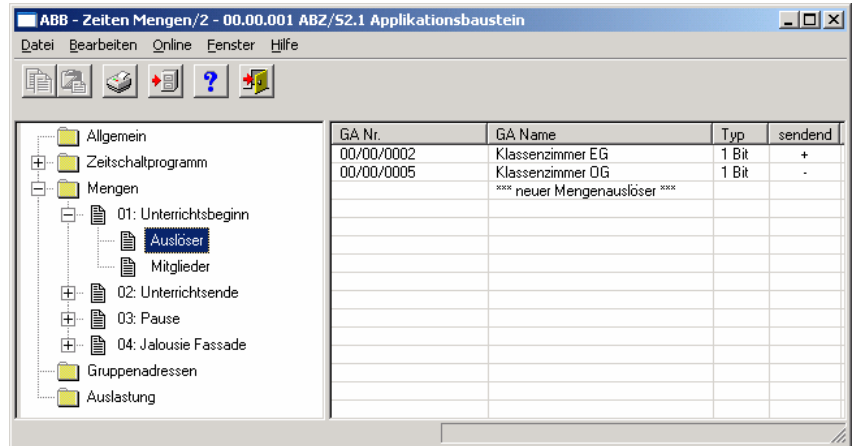 ABB - Zeiten Mengen/2 - 00.00.001 ABZ/S2.1 Applikationsbaustein
Datei Bearbeiten Online Fenster Hilfe
Allgemein
Zeitschaltprogramm
Mengen
01: Unterrichtsbeginn
Auslöser
Mitglieder
02: Unterrichtsende
03: Pause
04: Jalousie Fassade
Gruppenadressen
Auslastung
GA Nr. GA Name Typ sendend
00/00/0002 Klassenzimmer EG 1 Bit +
00/00/0005 Klassenzimmer OG 1 Bit -
*** neuer Mengenauslöser ***